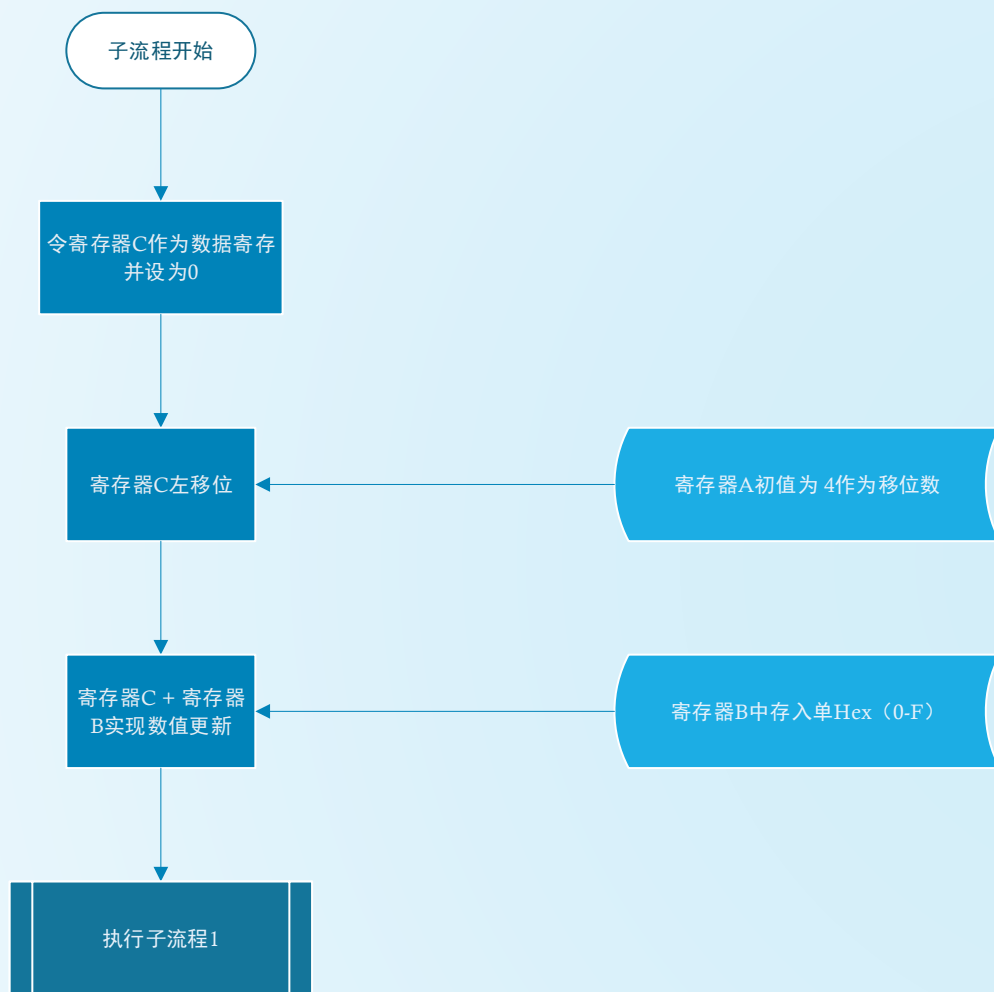 子流程开始
令寄存器C作为数据寄存
并设为0
寄存器C左移位
寄存器A初值为 4作为移位数
寄存器C + 寄存器
B实现数值更新
寄存器B中存入单Hex（0-F）
执行子流程1